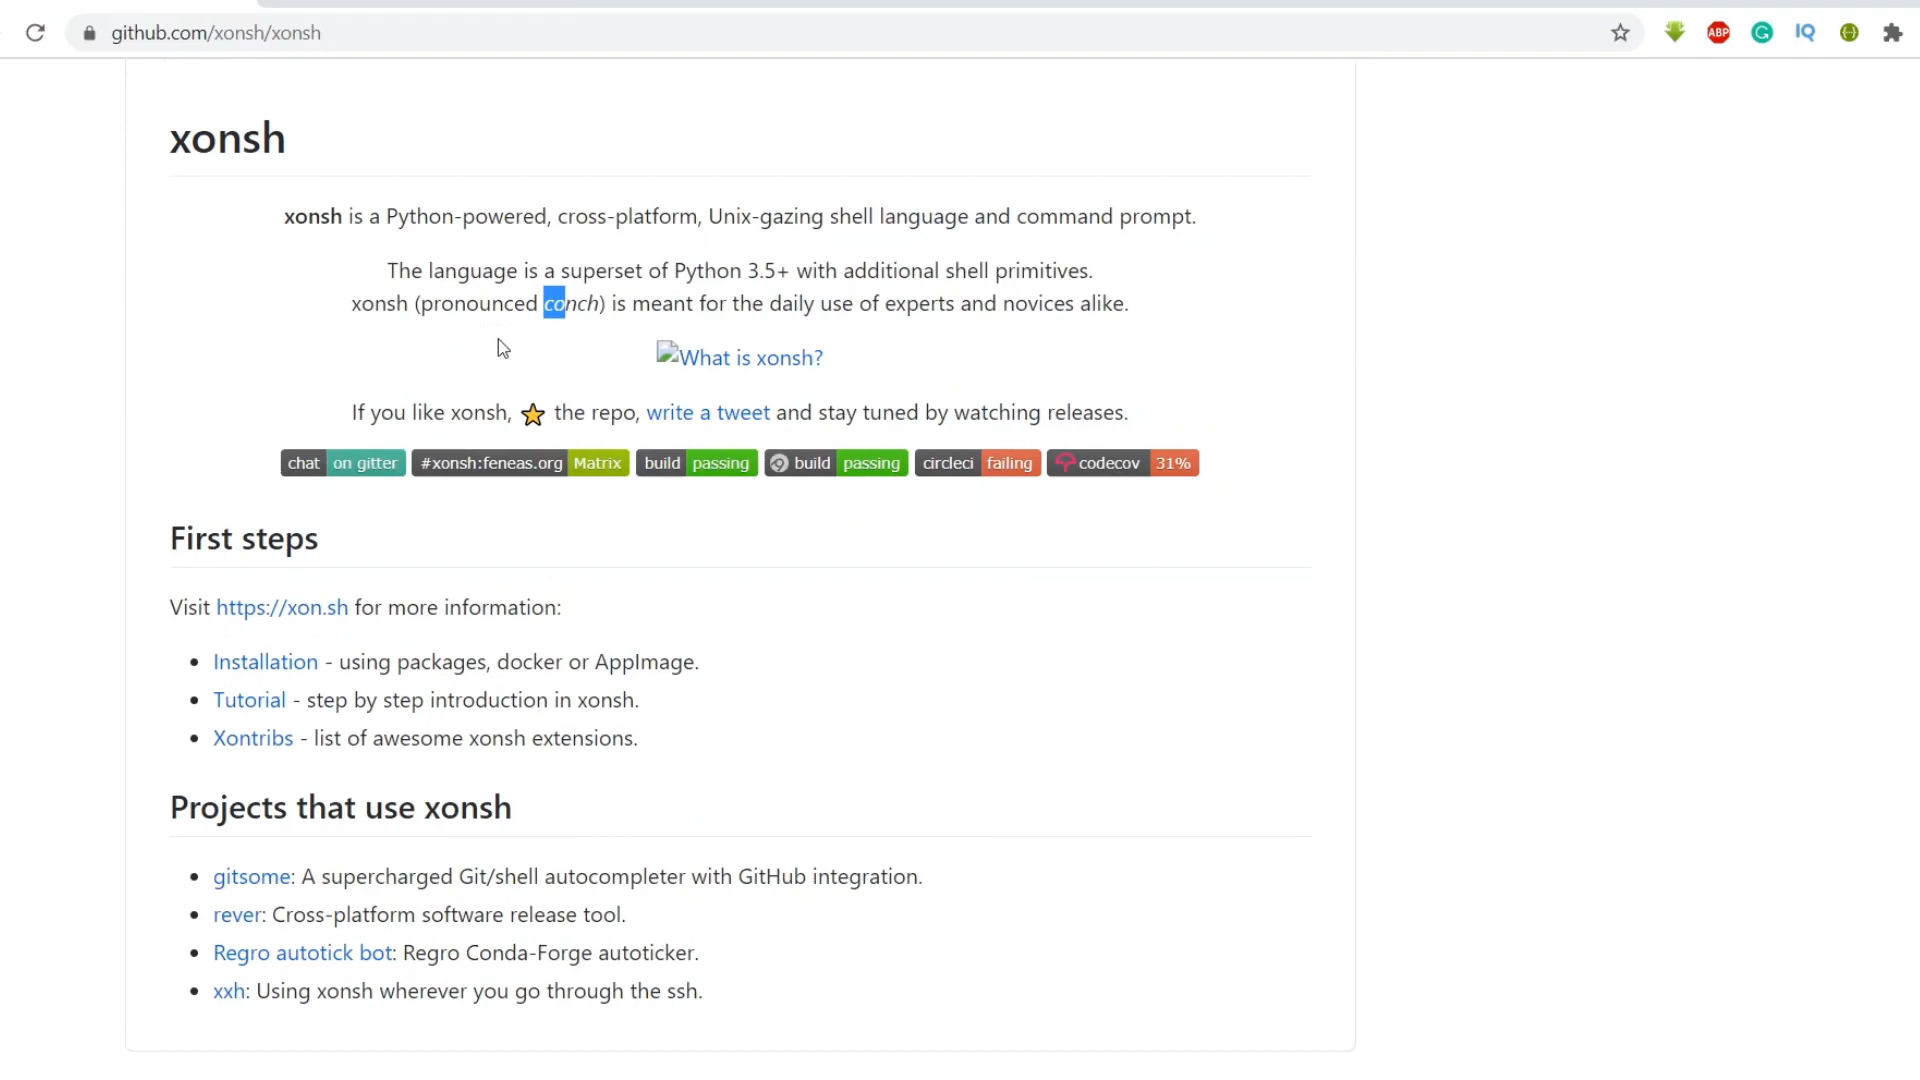 github.com/xonsh/xonsh
ABP
G
IQ
xonsh
xonsh is a Python-powered, cross-platform, Unix-gazing shell language and command prompt.
The language is a superset of Python 3.5+ with additional shell primitives.
xonsh (pronounced conch) is meant for the daily use of experts and novices alike.
What is xonsh?
If you like xonsh, ⭐ the repo, write a tweet and stay tuned by watching releases.
chat on gitter #xonsh:feneas.org Matrix build passing build passing circleci failing codecov 31%
First steps
Visit https://xon.sh for more information:
• Installation - using packages, docker or AppImage.
• Tutorial - step by step introduction in xonsh.
• Xontribs - list of awesome xonsh extensions.
Projects that use xonsh
• gitsome: A supercharged Git/shell autocompleter with GitHub integration.
• rever: Cross-platform software release tool.
• Regro autotick bot: Regro Conda-Forge autoticker.
• xxh: Using xonsh wherever you go through the ssh.